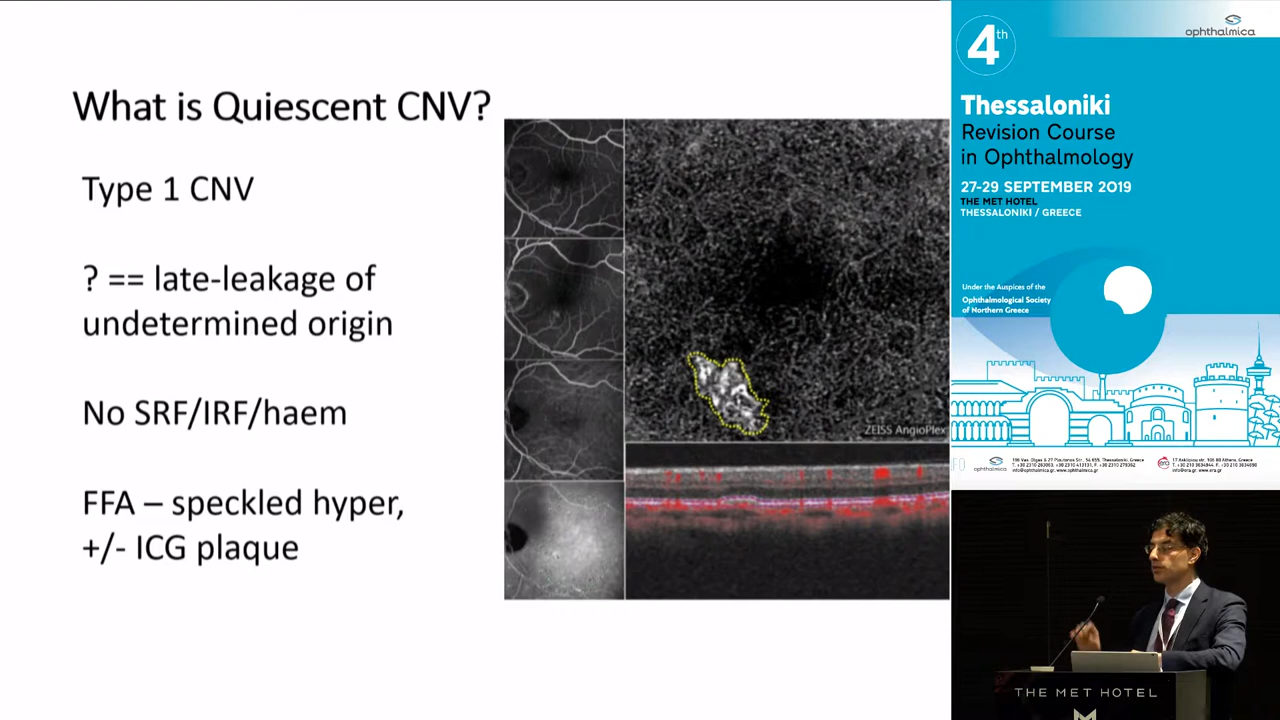 What is Quiescent CNV?
Type 1 CNV
? == late-leakage of
undetermined origin
No SRF/IRF/haem
FFA – speckled hyper,
+/- ICG plaque
ZEISS AngioPlex
ophthalmica
4th
Thessaloniki
Revision Course
in Ophthalmology
27-29 SEPTEMBER 2019
THE MET HOTEL
THESSALONIKI / GREECE
Under the Auspices of the
Ophthalmological Society
of Northern Greece
ophthalmica
THE MET HOTEL